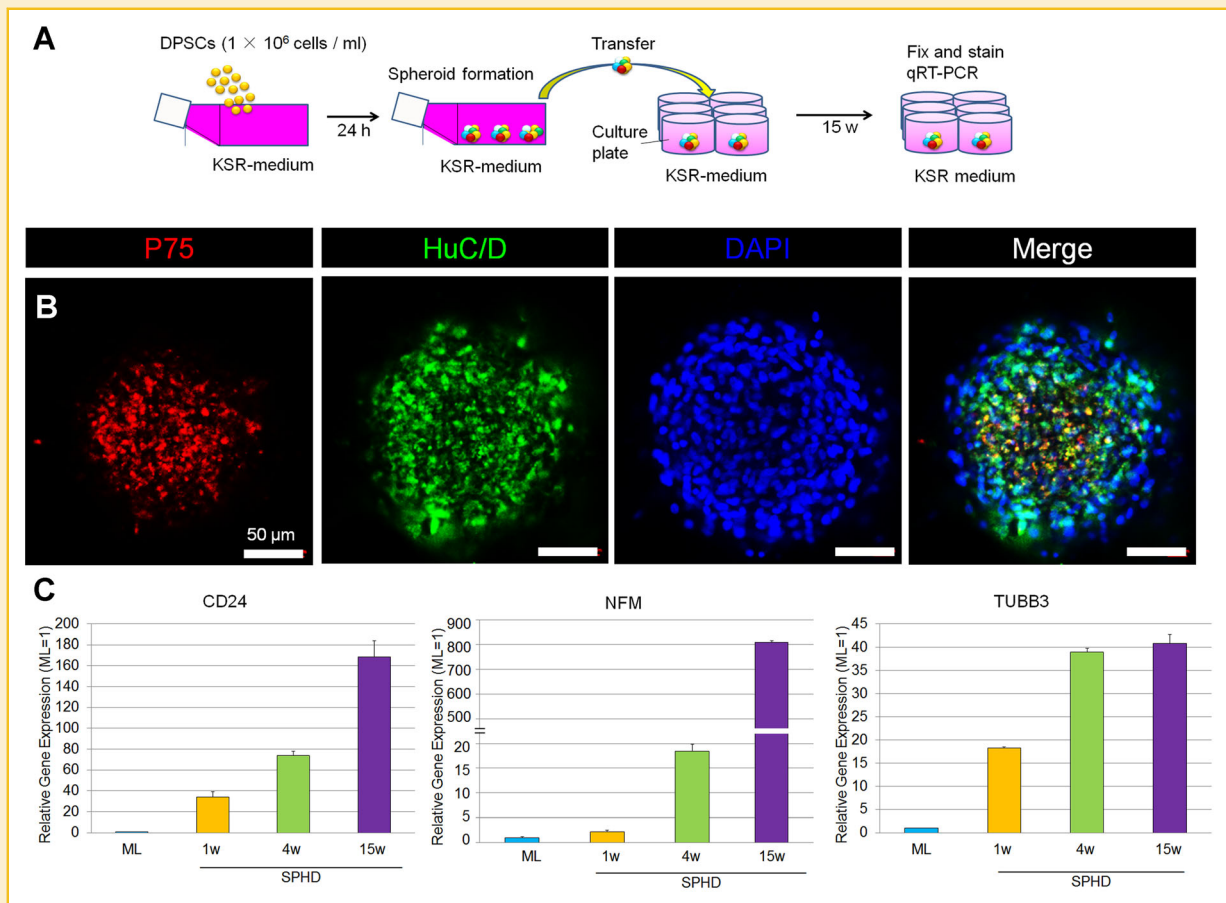 A
DPSCs (1 × 10⁶ cells / ml)
KSR-medium
24 h
Spheroid formation
KSR-medium
Transfer
Culture
plate
KSR-medium
15 w
Fix and stain
qRT-PCR
KSR medium
P75
HuC/D
DAPI
Merge
B
50 µm
C
CD24
Relative Gene Expression (ML=1)
200
180
160
140
120
100
80
60
40
20
0
ML
1w
4w
15w
SPHD
NFM
Relative Gene Expression (ML=1)
900
800
700
600
500
20
15
10
5
0
ML
1w
4w
15w
SPHD
TUBB3
Relative Gene Expression (ML=1)
45
40
35
30
25
20
15
10
5
0
ML
1w
4w
15w
SPHD